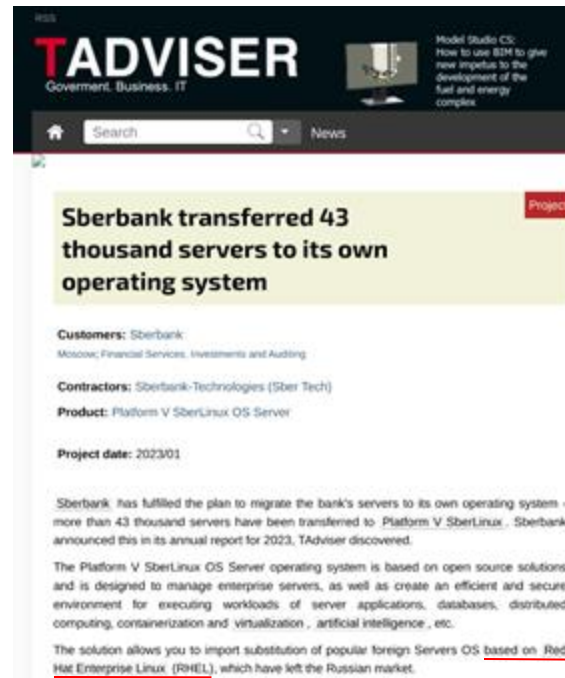 RSS
TADVISER
Goverment. Business. IT
Model Studio CS:
How to use BIM to give
new impetus to the
development of the
fuel and energy
complex
Search
News
Project
Sberbank transferred 43
thousand servers to its own
operating system
Customers: Sberbank
Moscow; Financial Services, Investments and Auditing
Contractors: Sberbank-Technologies (Sber Tech)
Product: Platform V SberLinux OS Server
Project date: 2023/01
Sberbank has fulfilled the plan to migrate the bank's servers to its own operating system -
more than 43 thousand servers have been transferred to Platform V SberLinux . Sberbank
announced this in its annual report for 2023, TAdviser discovered.
The Platform V SberLinux OS Server operating system is based on open source solutions
and is designed to manage enterprise servers, as well as create an efficient and secure
environment for executing workloads of server applications, databases, distributed
computing, containerization and virtualization , artificial intelligence , etc.
The solution allows you to import substitution of popular foreign Servers OS based on Red
Hat Enterprise Linux (RHEL), which have left the Russian market.